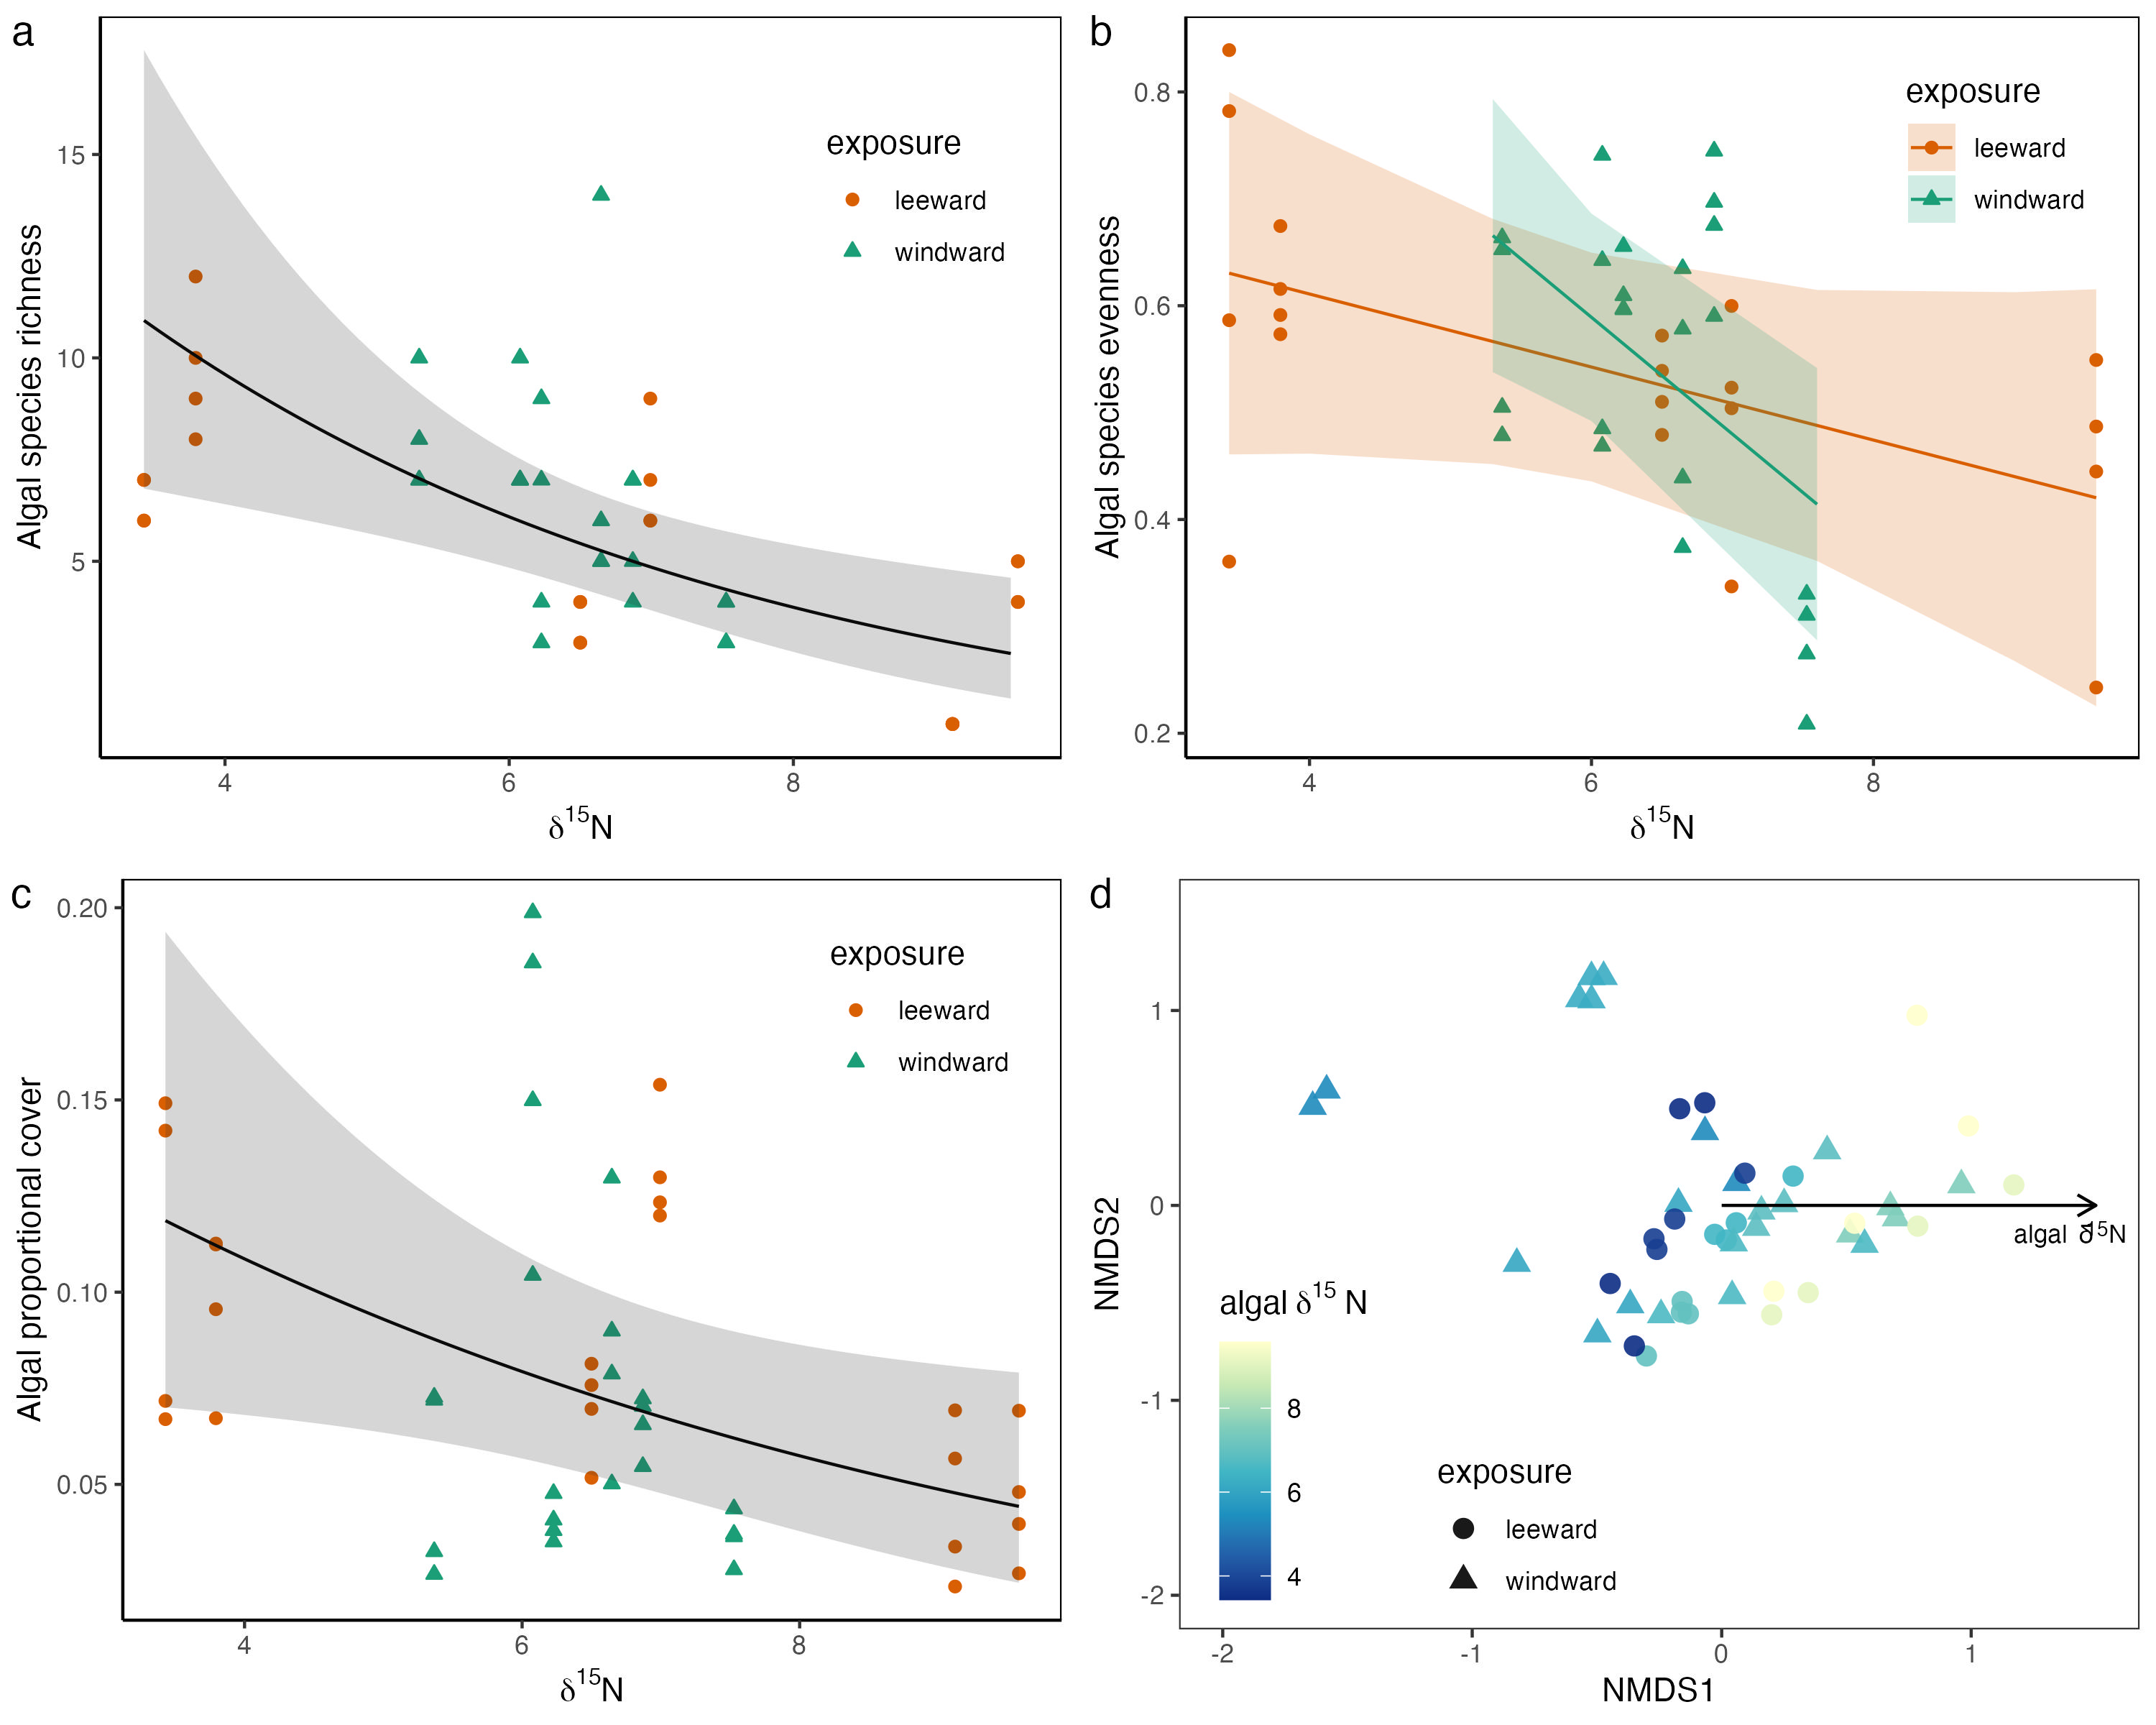 a
Algal species richness
15
10
5
4 6 8
δ15N
exposure
leeward
windward
b
Algal species evenness
0.8
0.6
0.4
0.2
4 6 8
δ15N
exposure
leeward
windward
c
Algal proportional cover
0.20
0.15
0.10
0.05
4 6 8
δ15N
exposure
leeward
windward
d
NMDS2
1
0
-1
-2
-2 -1 0 1
NMDS1
algal δ15N
algal δ15 N
8
6
4
exposure
leeward
windward